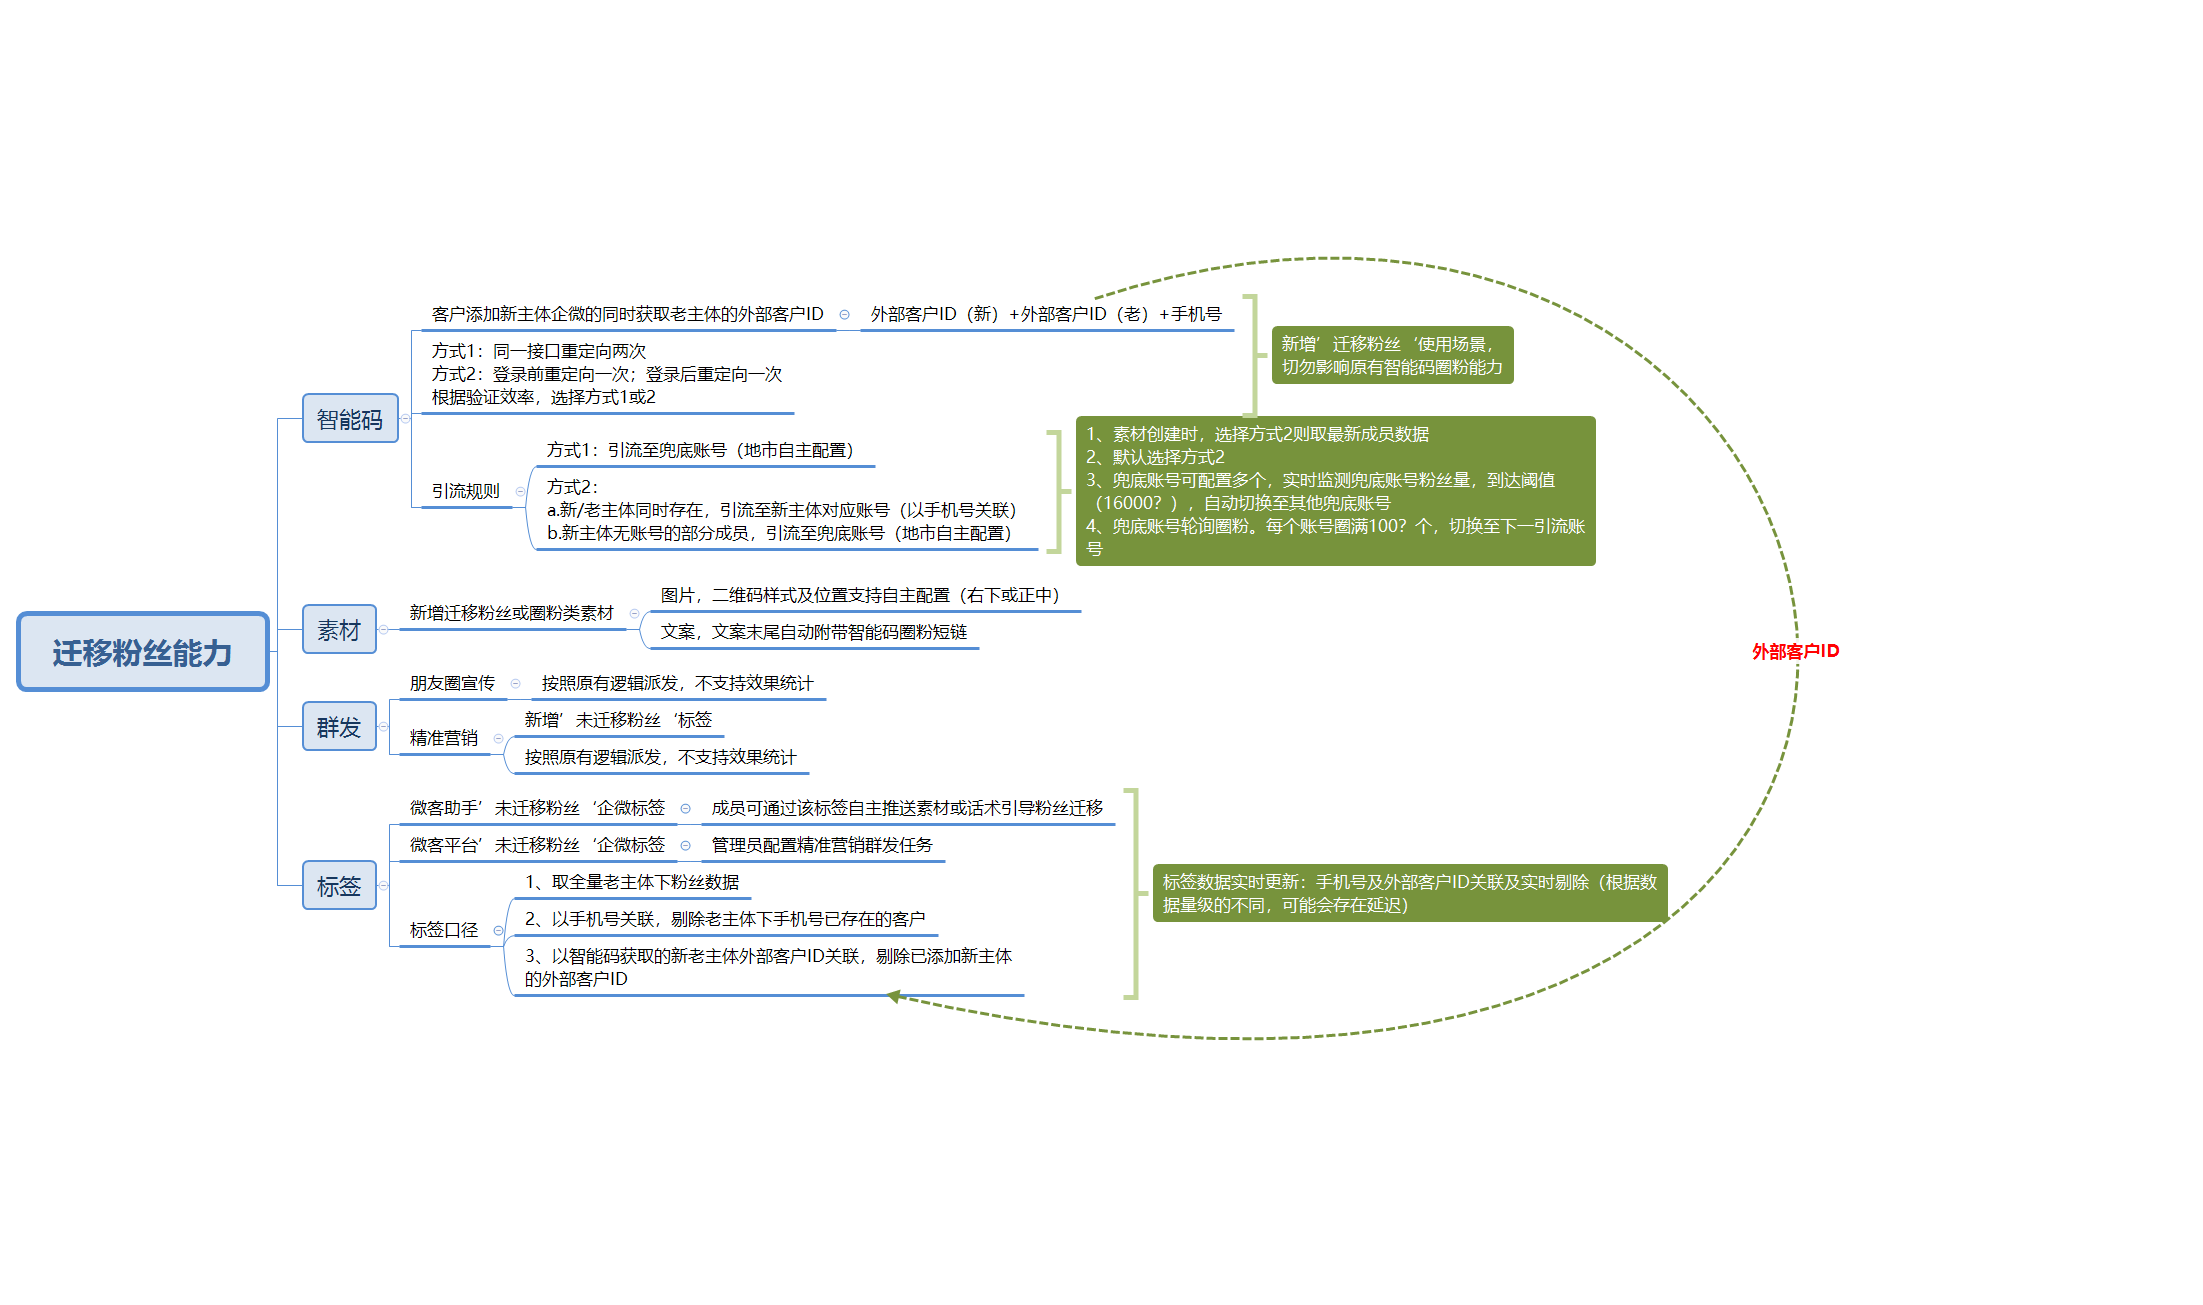 迁移粉丝能力
智能码
客户添加新主体企微的同时获取老主体的外部客户ID
外部客户ID（新）+外部客户ID（老）+手机号
方式1：同一接口重定向两次
方式2：登录前重定向一次；登录后重定向一次
根据验证效率，选择方式1或2
新增’迁移粉丝‘使用场景，
切勿影响原有智能码圈粉能力
引流规则
方式1：引流至兜底账号（地市自主配置）
方式2：
a.新/老主体同时存在，引流至新主体对应账号（以手机号关联）
b.新主体无账号的部分成员，引流至兜底账号（地市自主配置）
1、素材创建时，选择方式2则取最新成员数据
2、默认选择方式2
3、兜底账号可配置多个，实时监测兜底账号粉丝量，到达阈值
（16000？），自动切换至其他兜底账号
4、兜底账号轮询圈粉。每个账号圈满100？个，切换至下一引流账
号
素材
新增迁移粉丝或圈粉类素材
图片，二维码样式及位置支持自主配置（右下或正中）
文案，文案末尾自动附带智能码圈粉短链
群发
朋友圈宣传
按照原有逻辑派发，不支持效果统计
精准营销
新增’未迁移粉丝‘标签
按照原有逻辑派发，不支持效果统计
标签
微客助手’未迁移粉丝‘企微标签
成员可通过该标签自主推送素材或话术引导粉丝迁移
微客平台’未迁移粉丝‘企微标签
管理员配置精准营销群发任务
标签口径
1、取全量老主体下粉丝数据
2、以手机号关联，剔除老主体下手机号已存在的客户
3、以智能码获取的新老主体外部客户ID关联，剔除已添加新主体
的外部客户ID
标签数据实时更新：手机号及外部客户ID关联及实时剔除（根据数
据量级的不同，可能会存在延迟）
外部客户ID